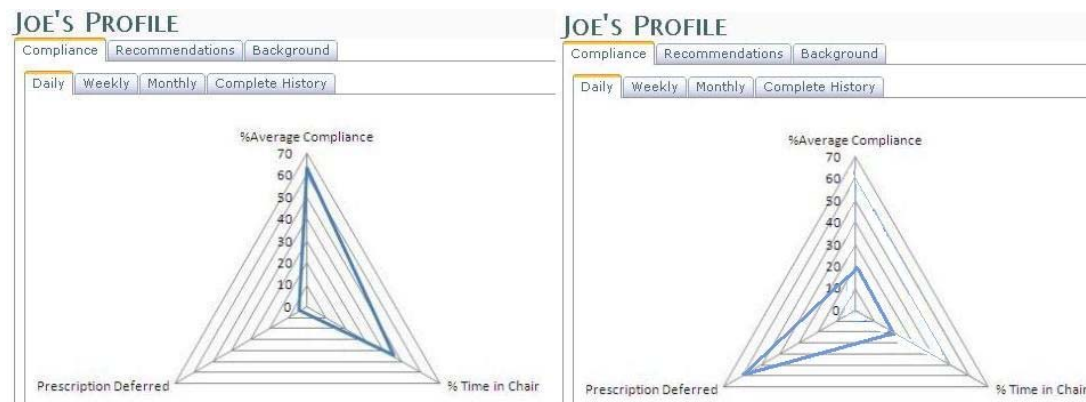 JOE'S PROFILE
Compliance Recommendations Background
Daily Weekly Monthly Complete History
%Average Compliance
70
60
50
40
30
20
10
0
Prescription Deferred % Time in Chair
JOE'S PROFILE
Compliance Recommendations Background
Daily Weekly Monthly Complete History
%Average Compliance
70
60
50
40
30
20
10
0
Prescription Deferred % Time in Chair